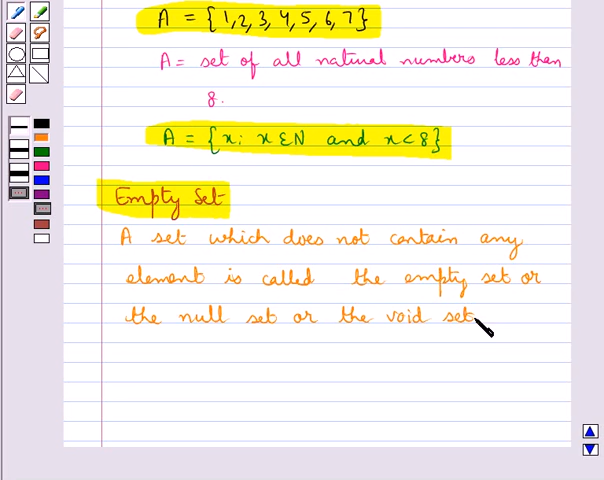 A = {1,2,3,4,5,6,7}
A = set of all natural numbers less than
8.
A = {x; x ΣN and x < 8}
Empty Set
A set which does not contain any
element is called the empty set or
the null set or the void set